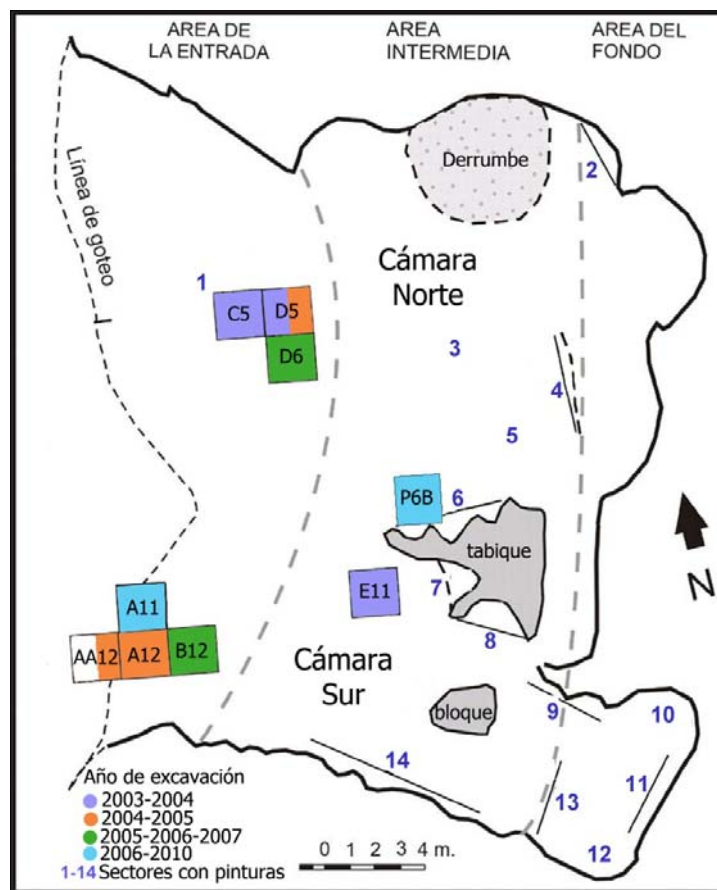 AREA DE
LA ENTRADA
AREA
INTERMEDIA
AREA DEL
FONDO
Línea de goteo
Derrumbe
2
Cámara
Norte
1
C5
D5
D6
3
4
5
P6B
6
tabique
N
E11
7
8
A11
AA12
A12
B12
Cámara
Sur
bloque
9
10
14
13
11
12
Año de excavación
2003-2004
2004-2005
2005-2006-2007
2006-2010
1-14 Sectores con pinturas
0 1 2 3 4 m.